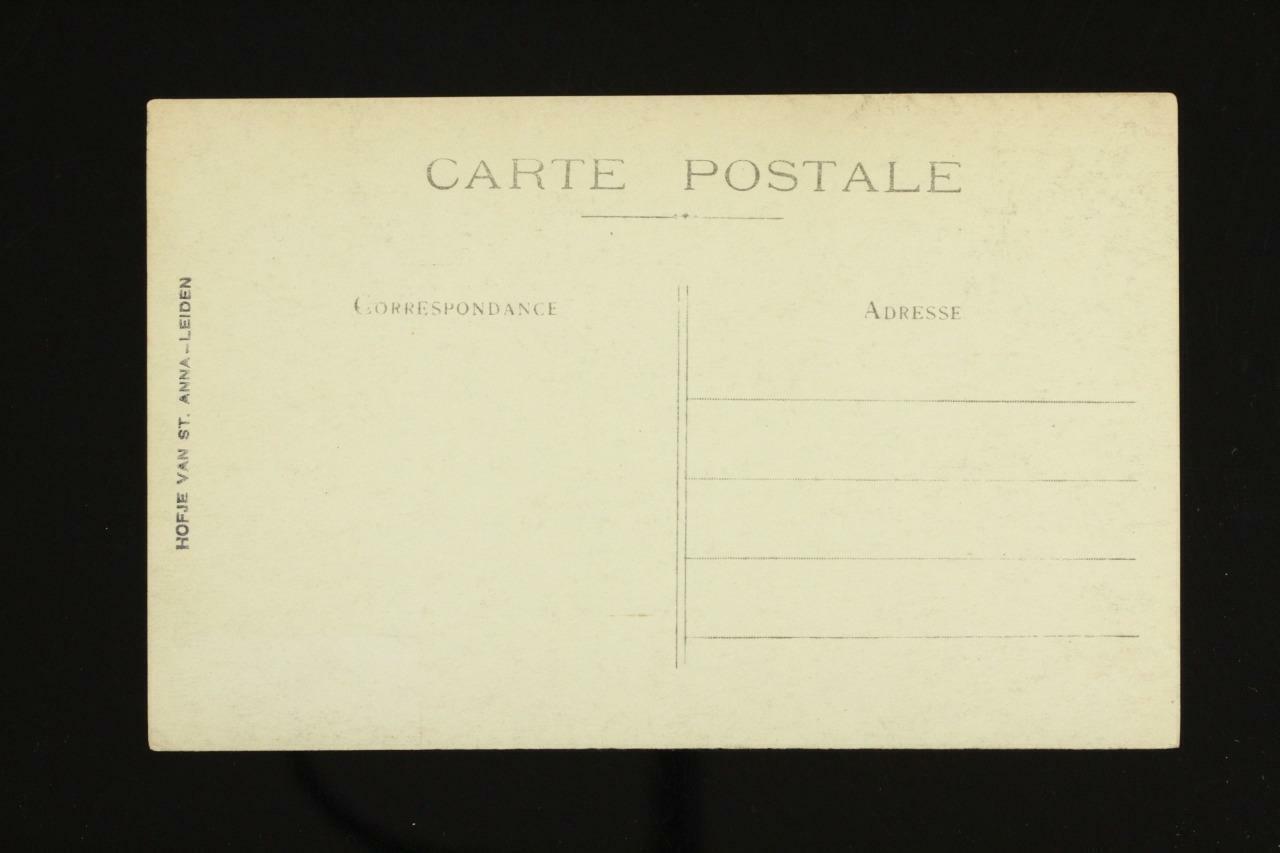 CARTE POSTALE
CORRESPONDANCE
ADRESSE
HOFJE VAN ST. ANNA-LEIDEN